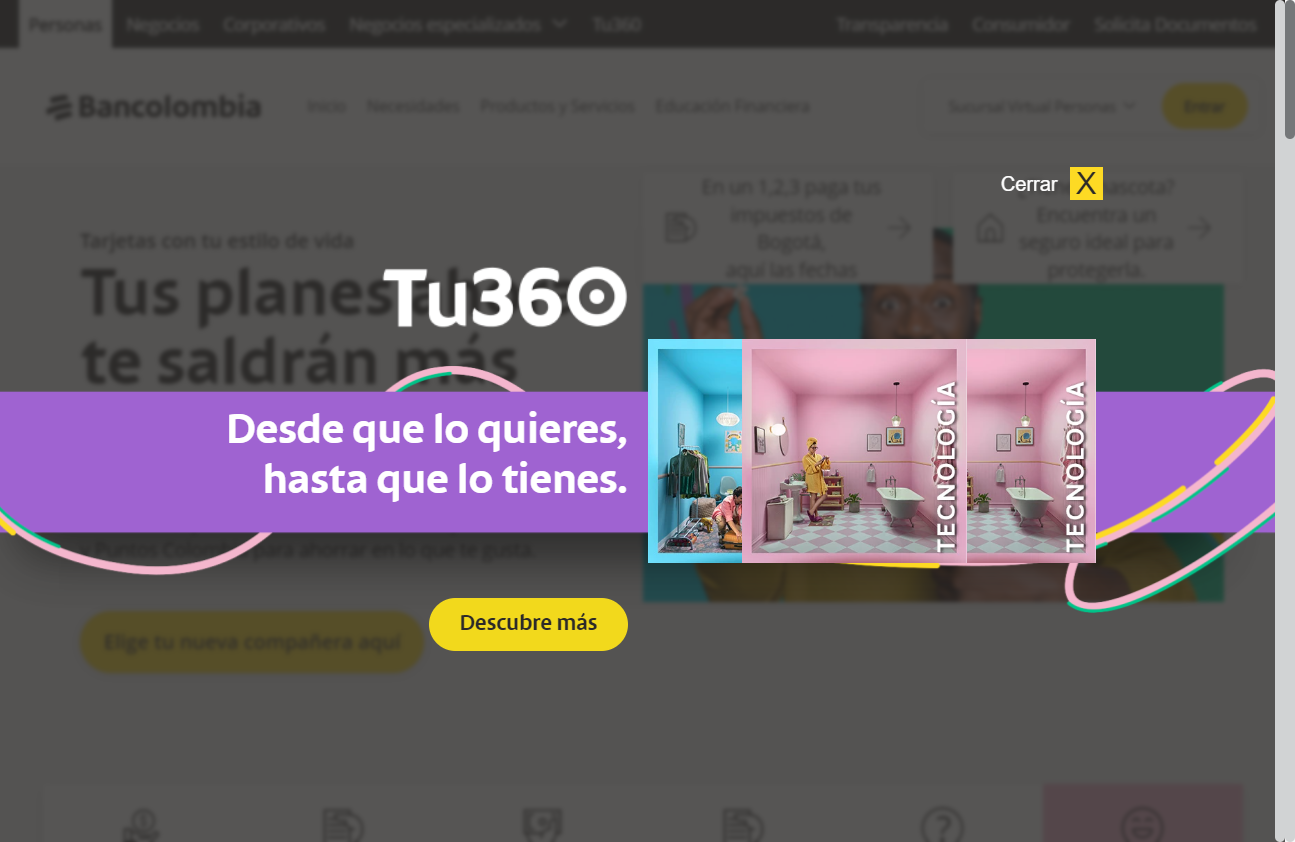 Personas Negocios Corporativos Negocios especializados Tu360 Transparencia Consumidor Solicita Documentos
Bancolombia Inicio Necesidades Productos y Servicios Educación Financiera Sucursal Virtual Personas Entrar
Cerrar X
En un 1,2,3 paga tus
impuestos de
Bogotá,
aquí las fechas
mascota?
Encuentra un
seguro ideal para
protegerla.
Tarjetas con tu estilo de vida
Tus planes
te saldrán más
Tu360
Desde que lo quieres,
hasta que lo tienes.
TECNOLOGÍA
TECNOLOGÍA
para ahorrar en lo que te gusta.
Descubre más
Elige tu nueva compañera aquí